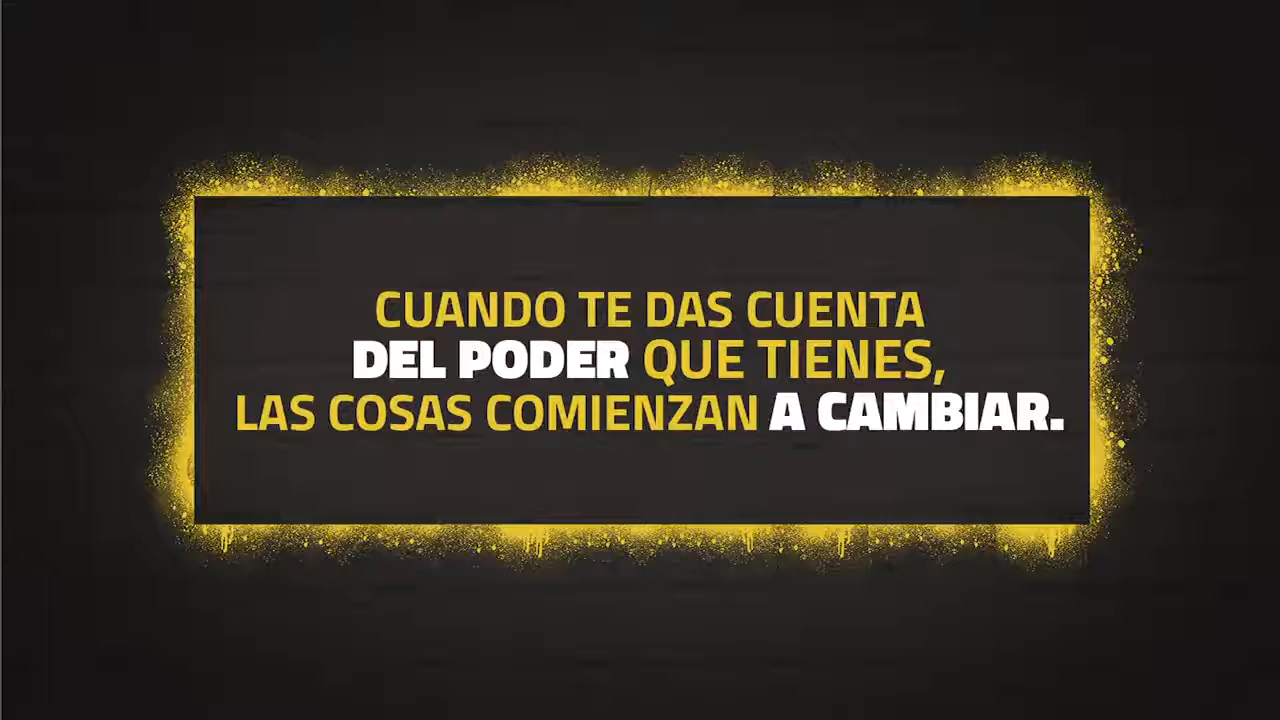 CUANDO TE DAS CUENTA
DEL PODER QUE TIENES,
LAS COSAS COMIENZAN A CAMBIAR.